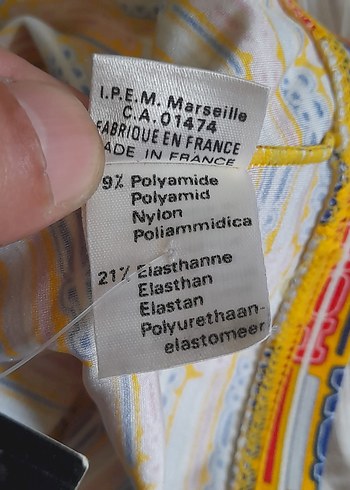 I.P.E.M. Marseille
C.A.01474
FABRIQUE EN FRANCE
ADE IN FRANCE
9% Polyamide
Polyamid
Nylon
Poliammidica
21% Elasthanne
Elasthan
Elastan
Polyurethaan-
elastomeer